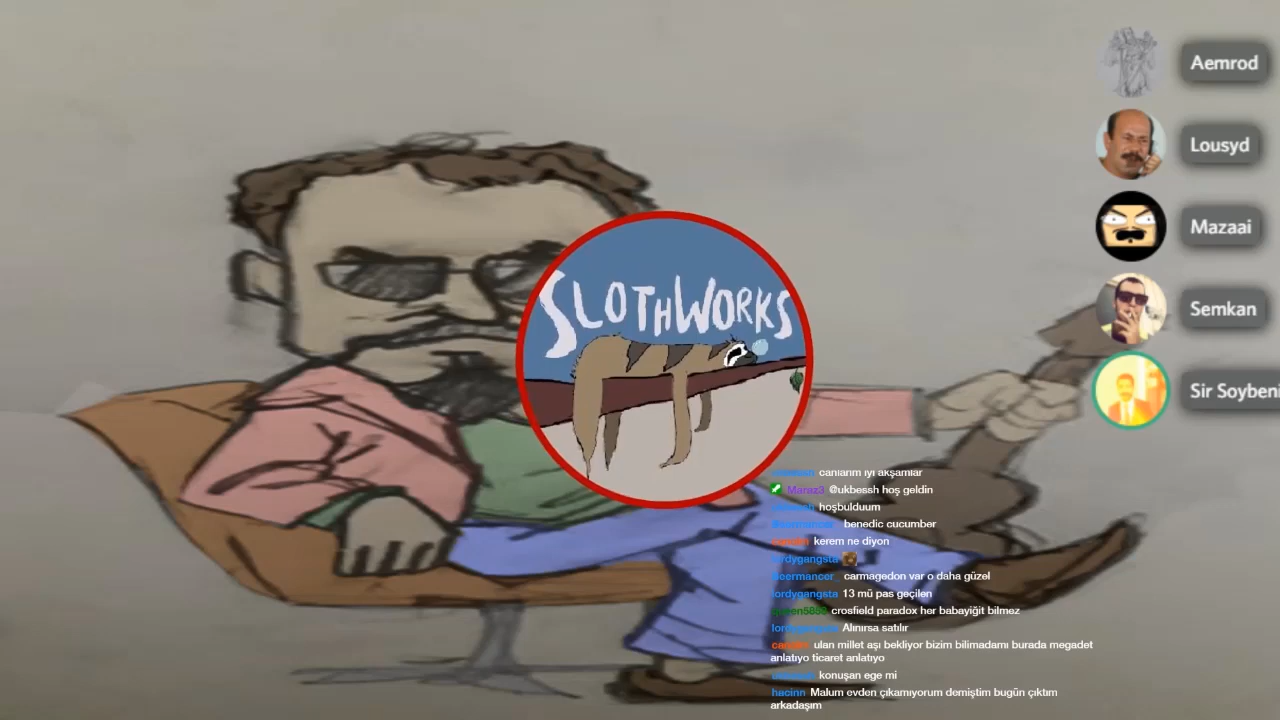 Aemrod
Lousyd
Mazaai
Semkan
Sir Soybeni
SLOTHWORKS
canlarım iyi akşamlar
Maraz3 @ukbessh hoş geldin
hoşbulduum
benedic cucumber
kerem ne diyon
lordygangsta
deermancer carmagedon var o daha güzel
lordygangsta 13 mü pas geçilen
crosfield paradox her babayiğit bilmez
lordygangsta Alınırsa satılır
ulan millet aşı bekliyor bizim bilimadamı burada megadet
anlatıyo ticaret anlatıyo
konuşan ege mi
hacinn Malum evden çıkamıyorum demiştim bugün çıktım
arkadaşım